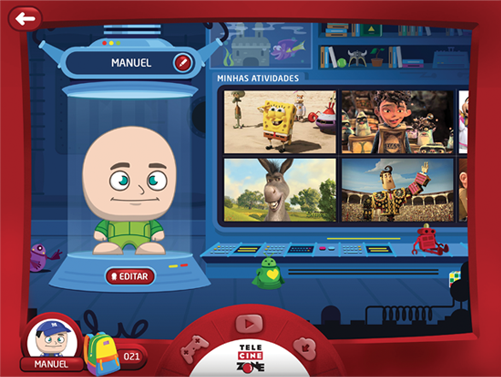 MANUEL
MINHAS ATIVIDADES
EDITAR
MANUEL
021
TELE
CINE
ZONE